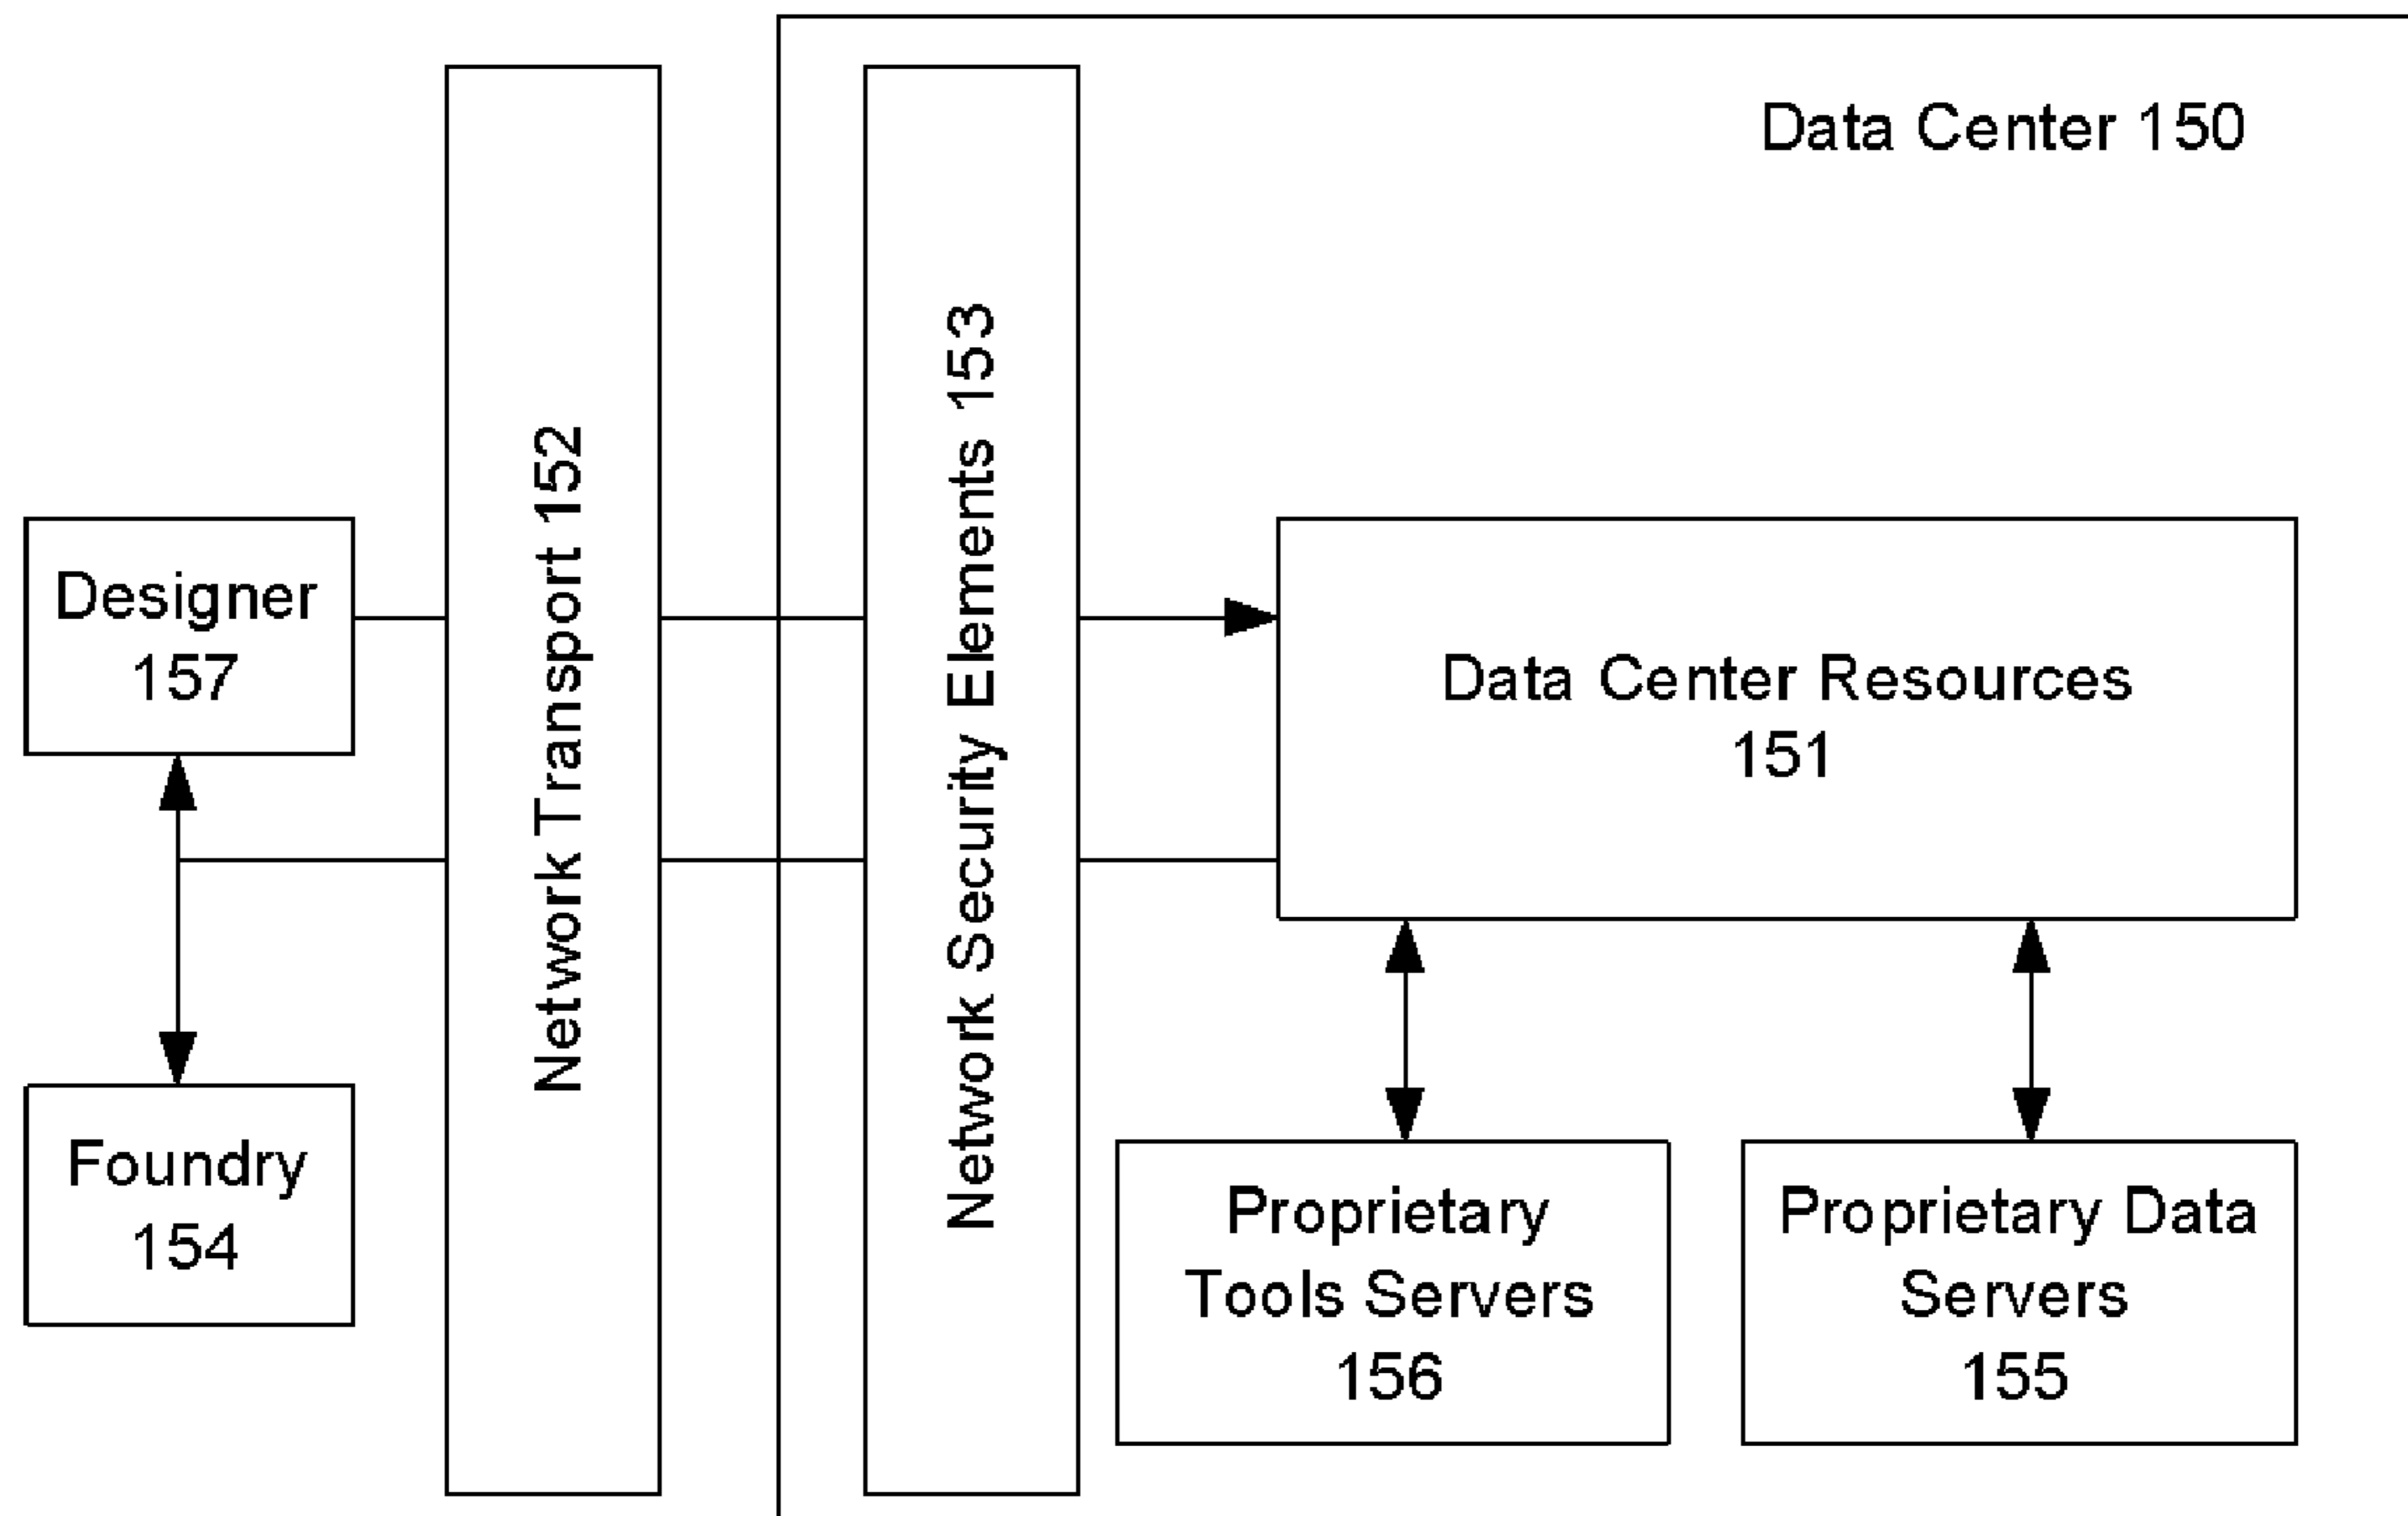 Data Center 150
Network Transport 152
Network Security Elements 153
Designer
157
Data Center Resources
151
Foundry
154
Proprietary
Tools Servers
156
Proprietary Data
Servers
155